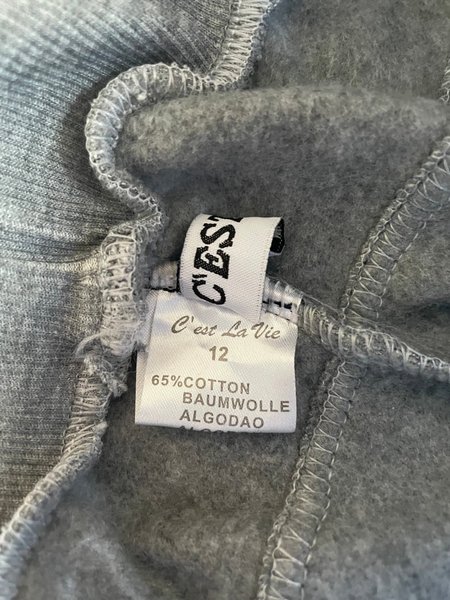 C'EST
C'est La Vie
12
65%COTTON
BAUMWOLLE
ALGODAO